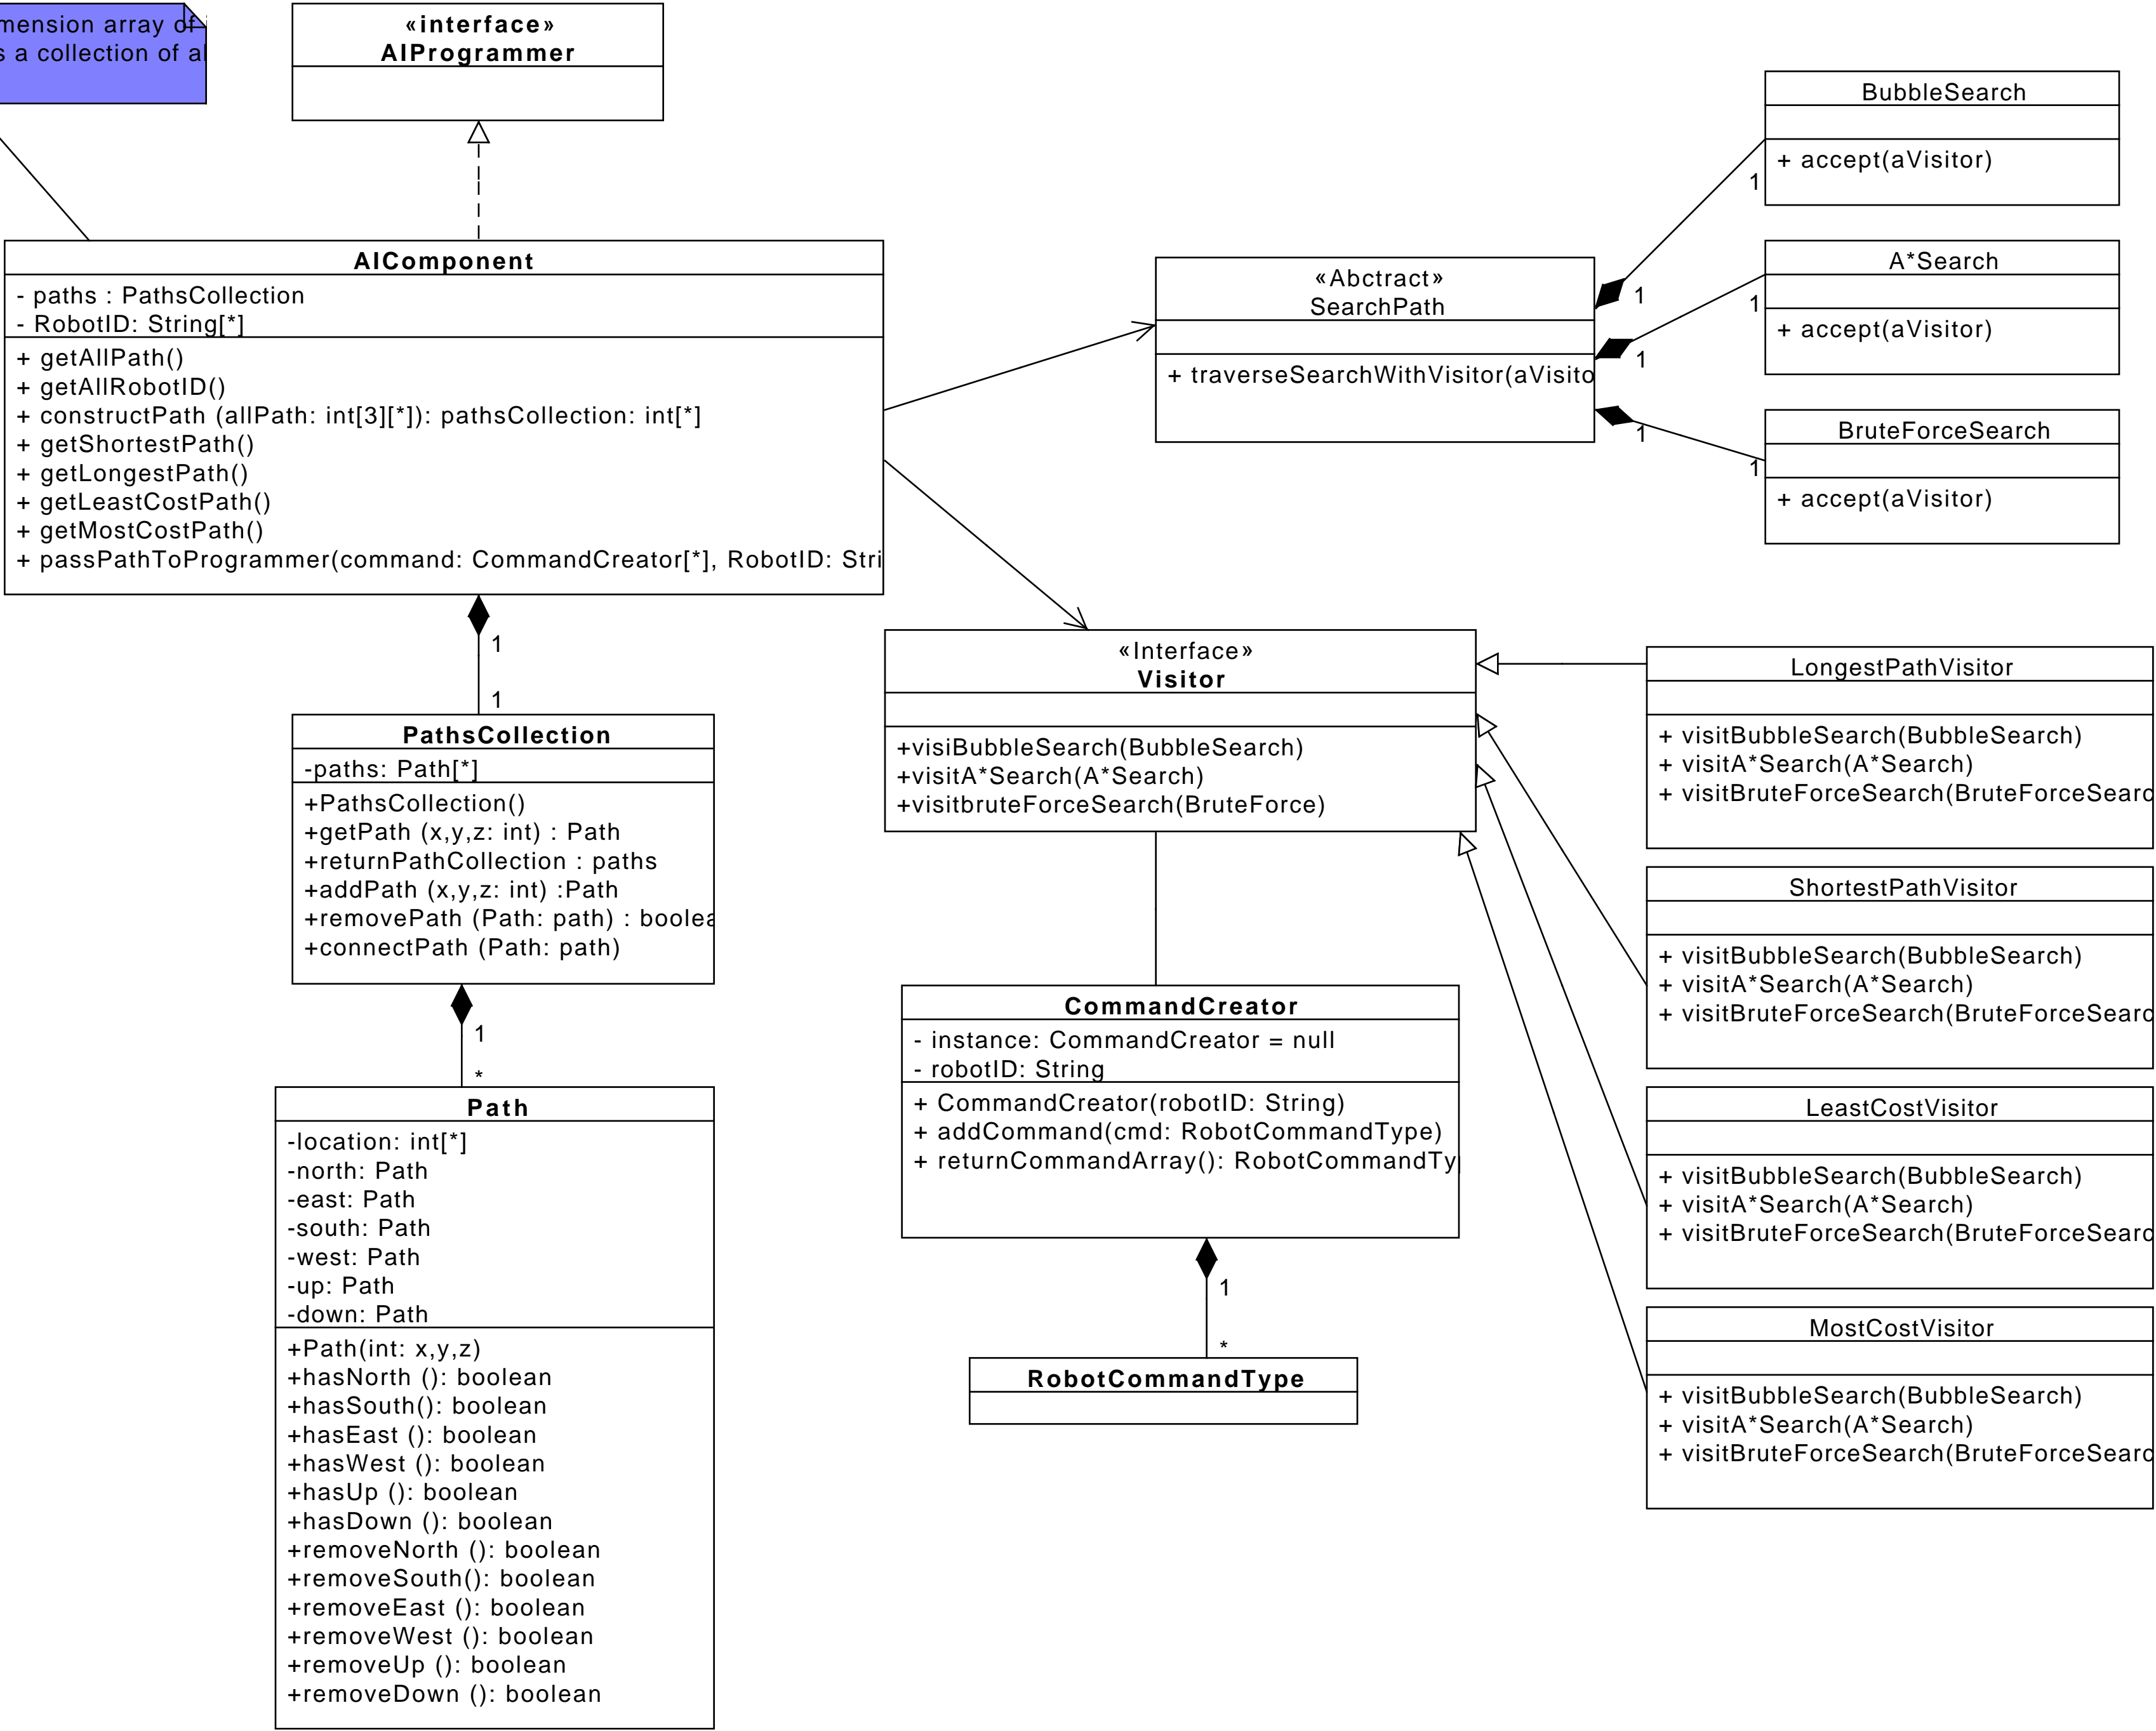 mension array of
s a collection of al
«interface»
AIProgrammer
AIComponent
- paths : PathsCollection
- RobotID: String[*]
+ getAllPath()
+ getAllRobotID()
+ constructPath (allPath: int[3][*]): pathsCollection: int[*]
+ getShortestPath()
+ getLongestPath()
+ getLeastCostPath()
+ getMostCostPath()
+ passPathToProgrammer(command: CommandCreator[*], RobotID: Stri
1
1
PathsCollection
-paths: Path[*]
+PathsCollection()
+getPath (x,y,z: int) : Path
+returnPathCollection : paths
+addPath (x,y,z: int) :Path
+removePath (Path: path) : boolea
+connectPath (Path: path)
1
*
Path
-location: int[*]
-north: Path
-east: Path
-south: Path
-west: Path
-up: Path
-down: Path
+Path(int: x,y,z)
+hasNorth (): boolean
+hasSouth(): boolean
+hasEast (): boolean
+hasWest (): boolean
+hasUp (): boolean
+hasDown (): boolean
+removeNorth (): boolean
+removeSouth(): boolean
+removeEast (): boolean
+removeWest (): boolean
+removeUp (): boolean
+removeDown (): boolean
«Abctract»
SearchPath
+ traverseSearchWithVisitor(aVisito
1
1
1
1
1
1
BubbleSearch
+ accept(aVisitor)
A*Search
+ accept(aVisitor)
BruteForceSearch
+ accept(aVisitor)
«Interface»
Visitor
+visiBubbleSearch(BubbleSearch)
+visitA*Search(A*Search)
+visitbruteForceSearch(BruteForce)
CommandCreator
- instance: CommandCreator = null
- robotID: String
+ CommandCreator(robotID: String)
+ addCommand(cmd: RobotCommandType)
+ returnCommandArray(): RobotCommandTy
1
*
RobotCommandType
LongestPathVisitor
+ visitBubbleSearch(BubbleSearch)
+ visitA*Search(A*Search)
+ visitBruteForceSearch(BruteForceSearc
ShortestPathVisitor
+ visitBubbleSearch(BubbleSearch)
+ visitA*Search(A*Search)
+ visitBruteForceSearch(BruteForceSearc
LeastCostVisitor
+ visitBubbleSearch(BubbleSearch)
+ visitA*Search(A*Search)
+ visitBruteForceSearch(BruteForceSearc
MostCostVisitor
+ visitBubbleSearch(BubbleSearch)
+ visitA*Search(A*Search)
+ visitBruteForceSearch(BruteForceSearc